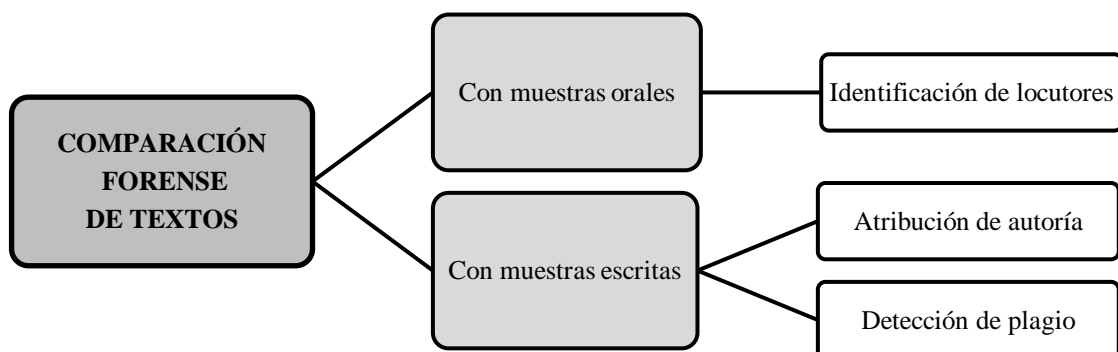 COMPARACIÓN
FORENSE
DE TEXTOS
Con muestras orales
Identificación de locutores
Con muestras escritas
Atribución de autoría
Detección de plagio